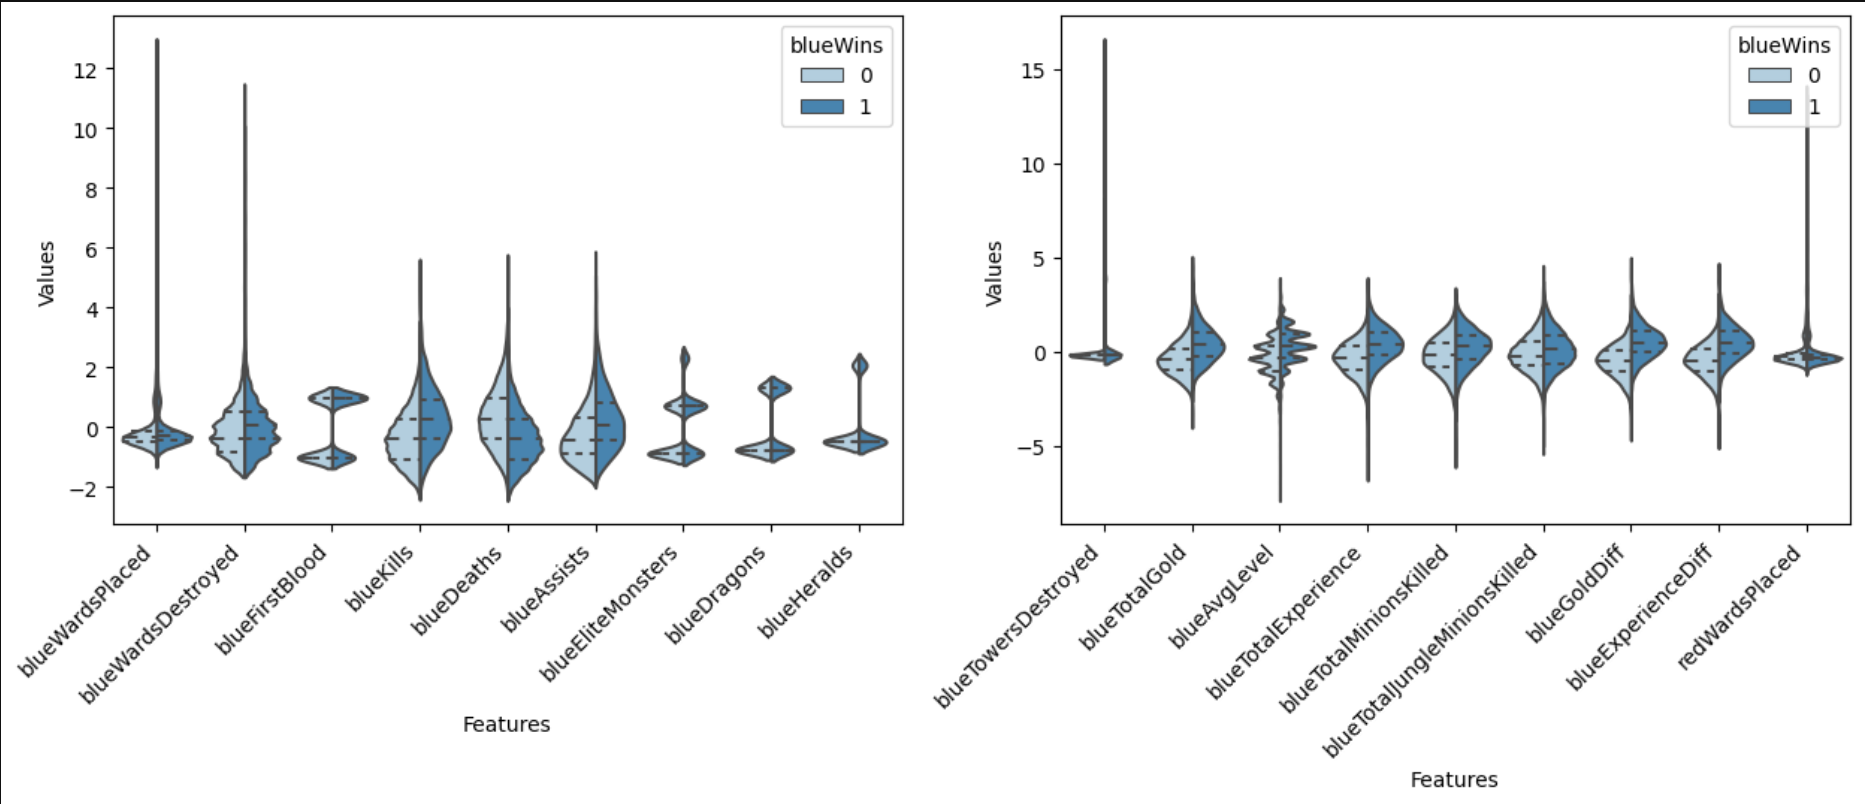 blueWins
0
1
12
10
8
6
4
2
0
−2
Values
blueWardsPlaced
blueWardsDestroyed
blueFirstBlood
blueKills
blueDeaths
blueAssists
blueEliteMonsters
blueDragons
blueHeralds
Features
blueWins
0
1
15
10
5
0
−5
Values
blueTowersDestroyed
blueTotalGold
blueAvgLevel
blueTotalExperience
blueTotalMinionsKilled
blueTotalJungleMinionsKilled
blueGoldDiff
blueExperienceDiff
redWardsPlaced
Features